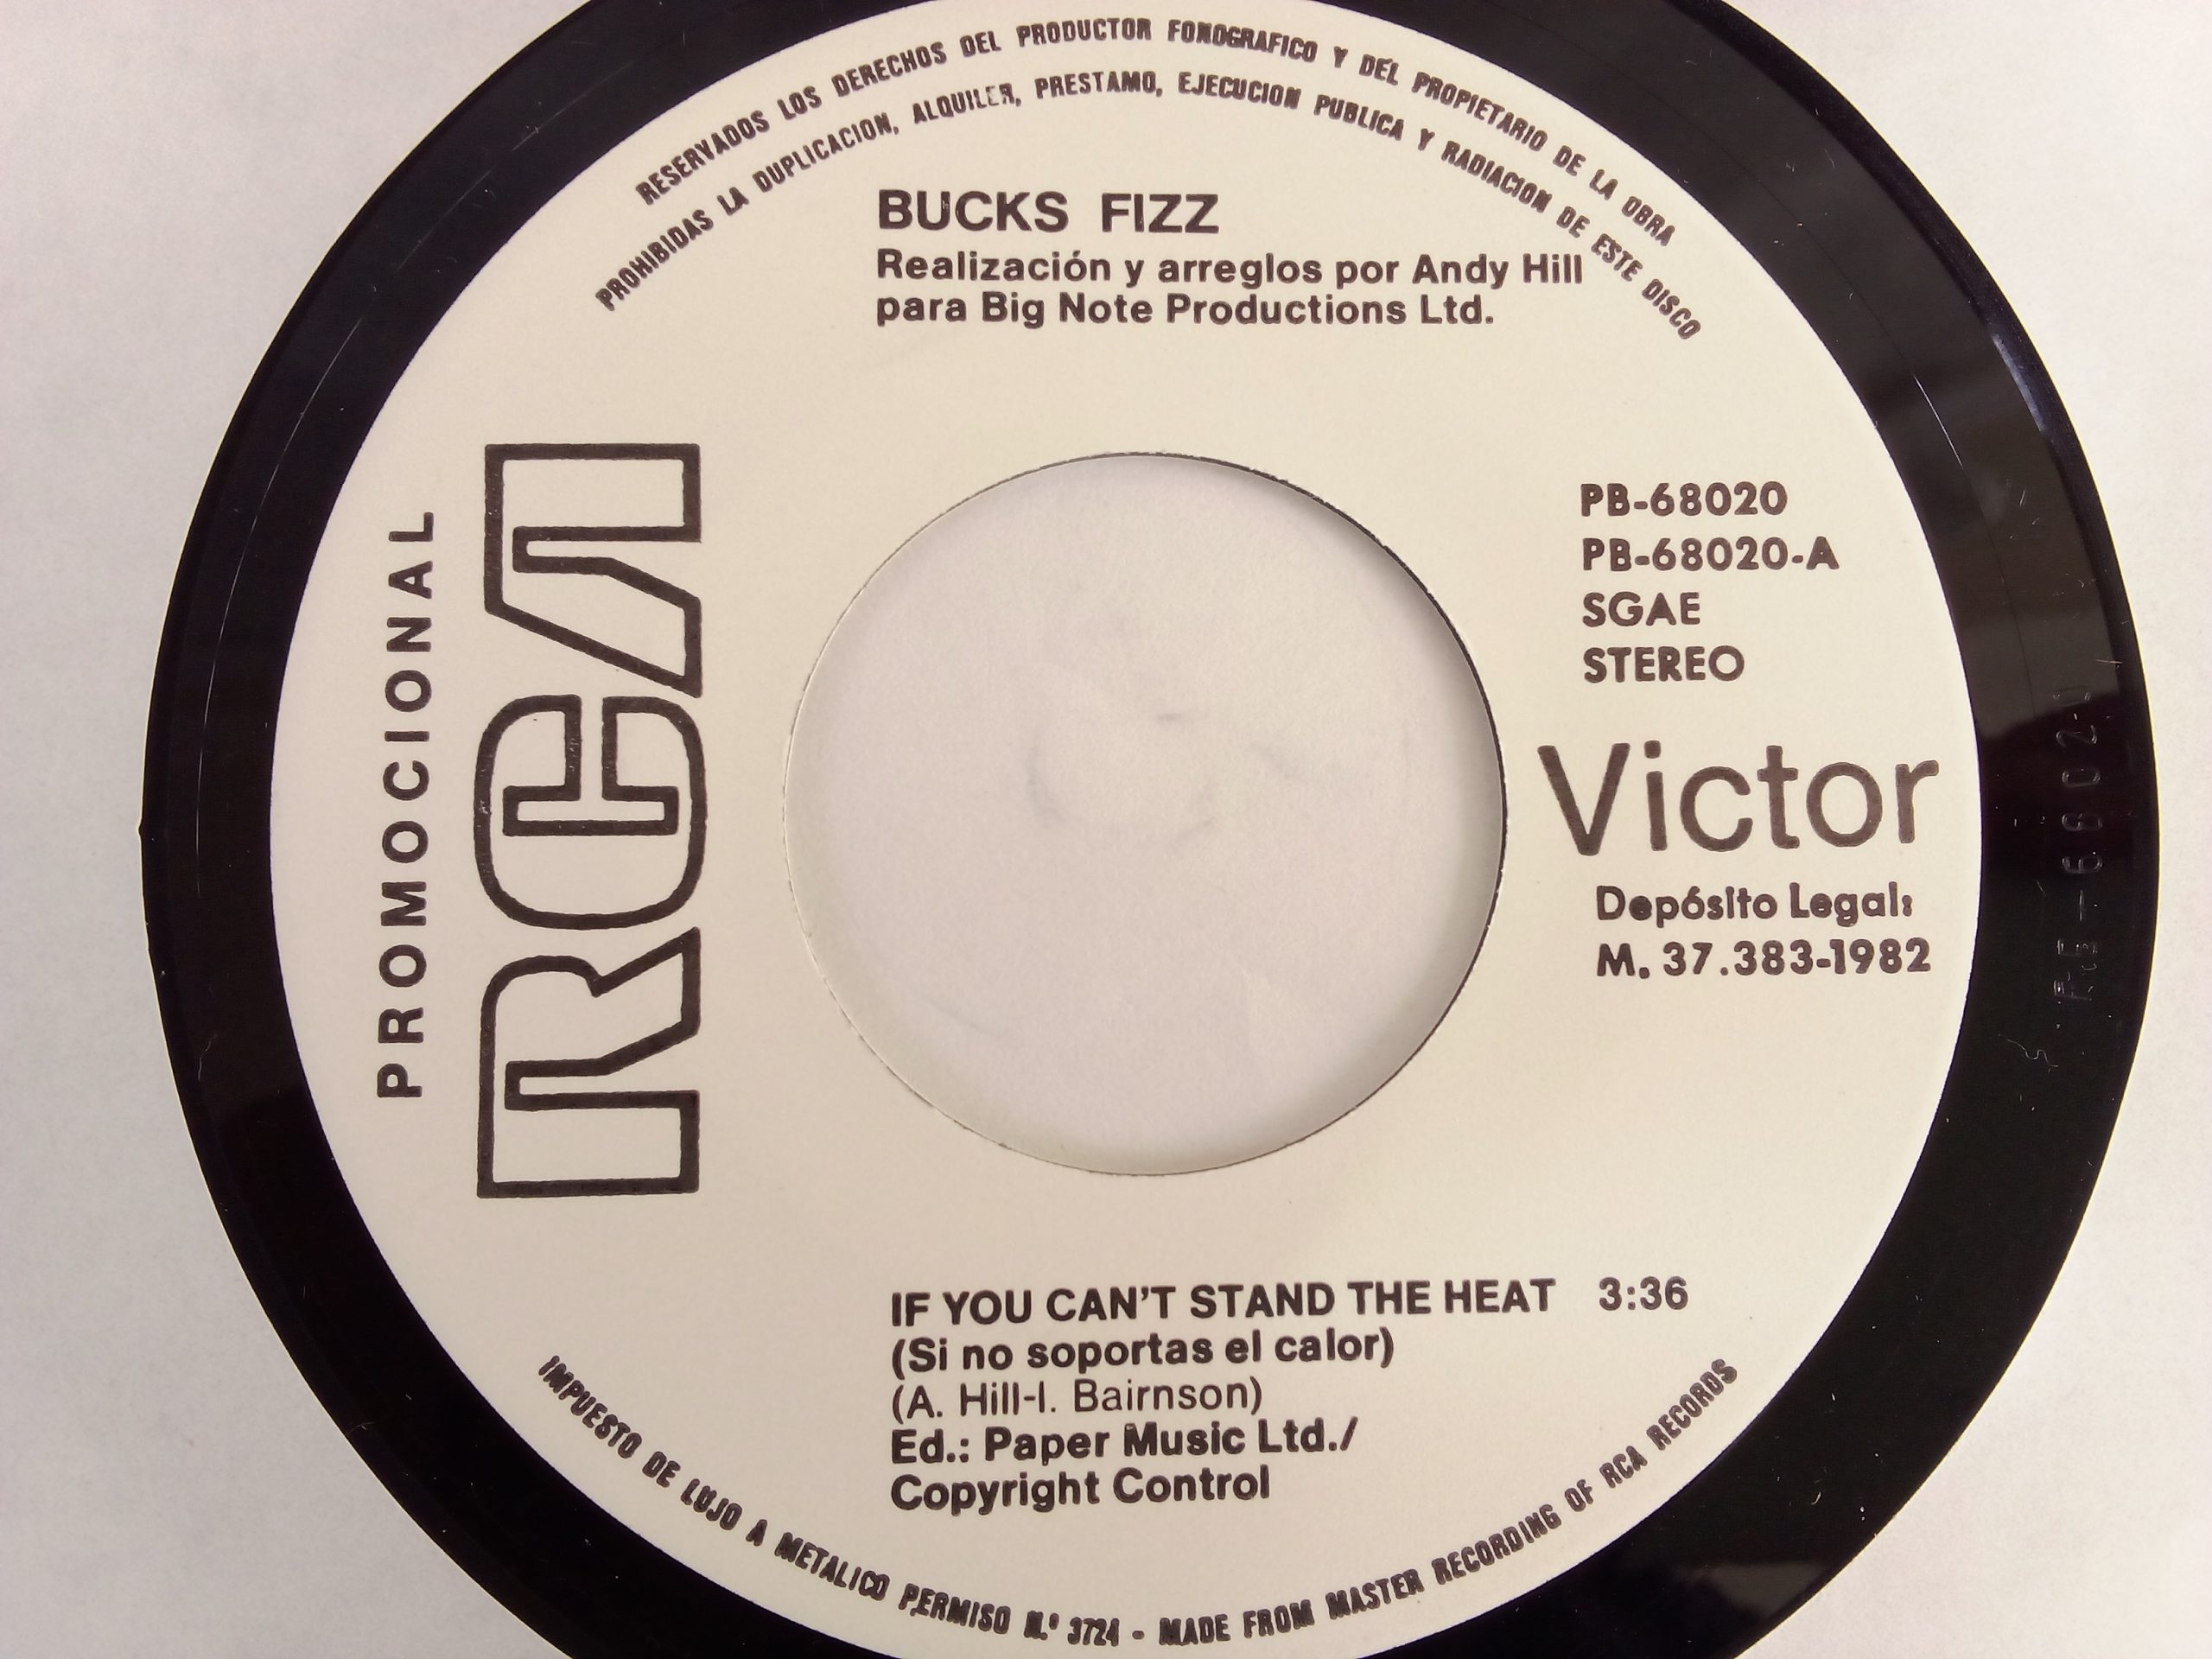 RESERVADOS LOS DERECHOS DEL PRODUCTOR FONOGRAFICO Y DEL PROPIETARIO DE LA OBRA
PROHIBIDAS LA DUPLICACION, ALQUILER, PRESTAMO, EJECUCION PUBLICA Y RADIACION DE ESTE DISCO
BUCKS FIZZ
Realización y arreglos por Andy Hill
para Big Note Productions Ltd.
PROMOCIONAL
RCA
PB-68020
PB-68020-A
SGAE
STEREO
Victor
Depósito Legal:
M. 37.383-1982
IF YOU CAN'T STAND THE HEAT 3:36
(Si no soportas el calor)
(A. Hill-I. Bairnson)
Ed.: Paper Music Ltd./
Copyright Control
IMPUESTO DE LUJO A METALICO PERMISO N.º 3724 - MADE FROM MASTER RECORDING OF RCA RECORDS